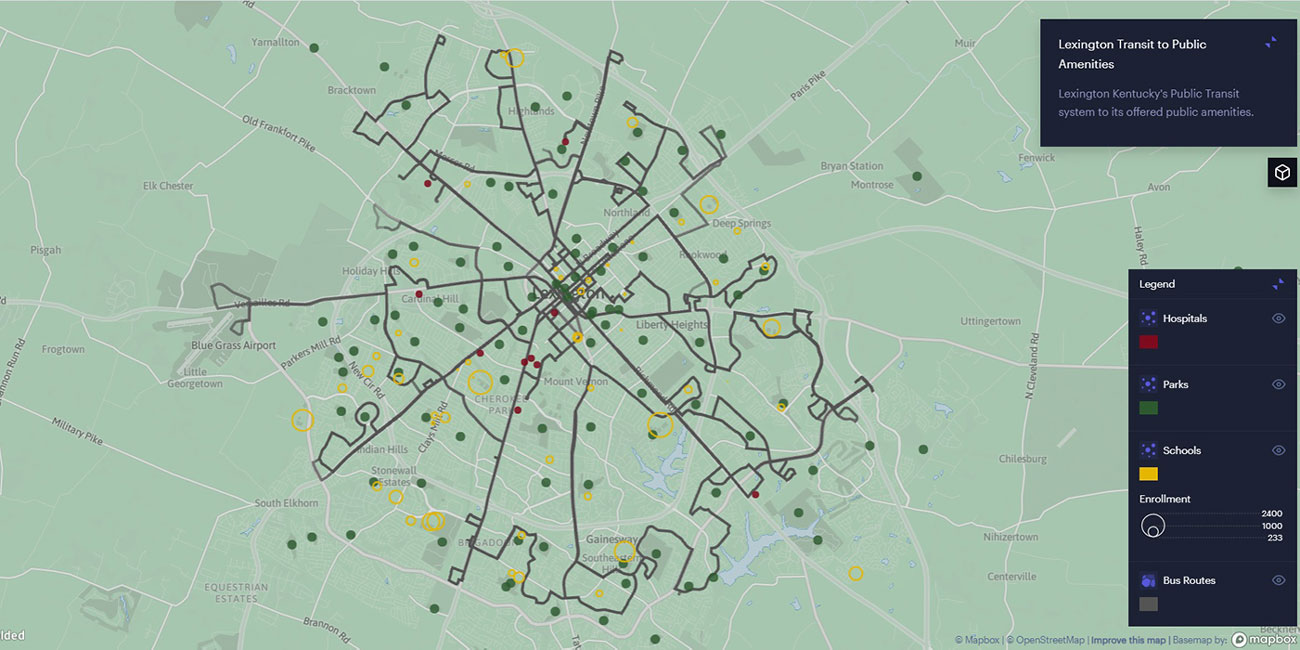 Yarnallton
Muir
Lexington Transit to Public
Amenities
Lexington Kentucky's Public Transit
system to its offered public amenities.
Bracktown
Paris Pike
Highlands
Old Frankfort Pike
Bryan Station
Montrose
Fenwick
Elk Chester
Avon
Northland
Deep Springs
Haley Rd
Pisgah
Rookwood
Holiday Hills
Cardinal Hill
Versailles Rd
Lexington
Liberty Heights
Uttingertown
Frogtown
Blue Grass Airport
Parkers Mill Rd
Little
Georgetown
New Cir Rd
Mount Vernon
N Cleveland Rd
CHEROKEE
PARK
Military Pike
Clays Mill Rd
Indian Hills
Stonewall
Estates
Chilesburg
South Elkhorn
Gainesway
Southeastern
Hills
BRIGADOON
Nihizertown
EQUESTRIAN
ESTATES
Centerville
Brannon Rd
lded
Legend
Hospitals
Parks
Schools
Enrollment
2400
1000
233
Bus Routes
© Mapbox | © OpenStreetMap | Improve this map | Basemap by: mapbox